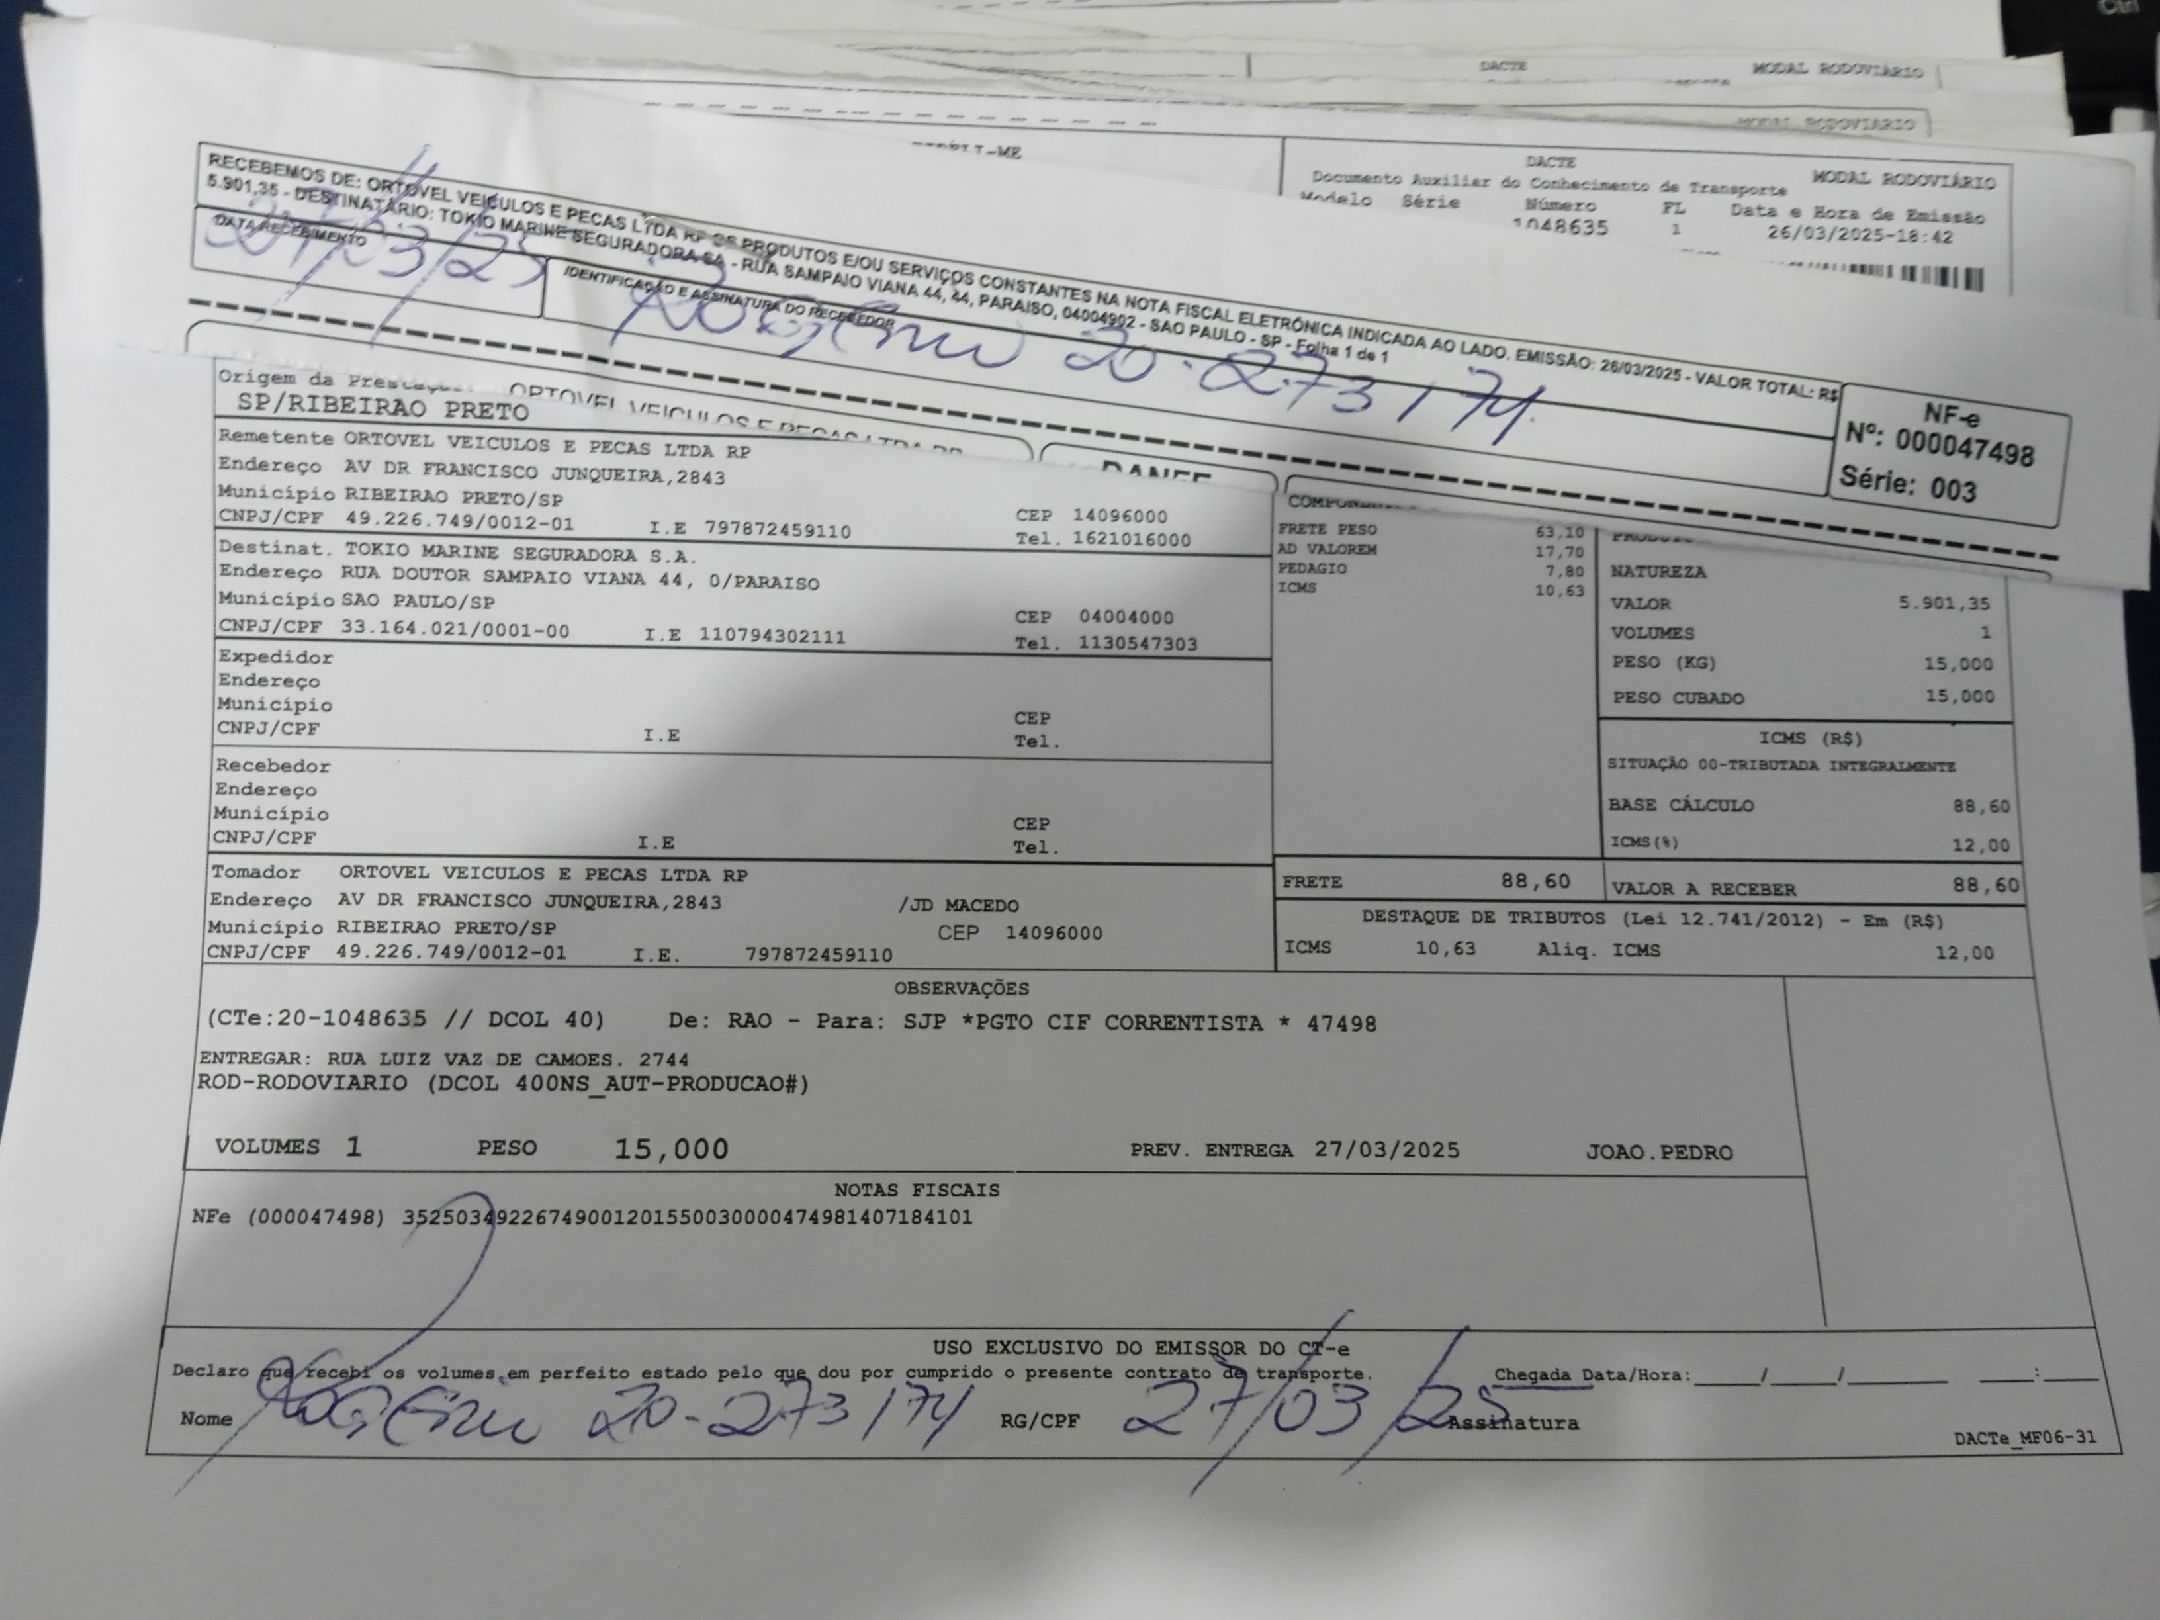 Ctrl
DACTE
MODAL RODOVIÁRIO
MODAL RODOVIÁRIO
DACTE
MODAL RODOVIÁRIO
Documento Auxiliar do Conhecimento de Transporte
Modelo Série Número FL Data e Hora de Emissão
1048635 1 26/03/2025-18:42
RECEBEMOS DE: ORTOVEL VEICULOS E PECAS LTDA RP OS PRODUTOS E/OU SERVIÇOS CONSTANTES NA NOTA FISCAL ELETRÔNICA INDICADA AO LADO. EMISSÃO: 26/03/2025 - VALOR TOTAL: R$
5.901,35 - DESTINATÁRIO: TOKIO MARINE SEGURADORA SA - RUA SAMPAIO VIANA 44, 44, PARAISO, 04004902 - SAO PAULO - SP - Folha 1 de 1
DATA RECEBIMENTO
27/03/25
IDENTIFICAÇÃO E ASSINATURA DO RECEBEDOR
20-273174
NF-e
Nº: 000047498
Série: 003
ORTOVEL VEICULOS E PECAS LTDA RP
DANFE
Origem da Prestação
SP/RIBEIRAO PRETO
Remetente ORTOVEL VEICULOS E PECAS LTDA RP
Endereço AV DR FRANCISCO JUNQUEIRA,2843
Município RIBEIRAO PRETO/SP CEP 14096000
CNPJ/CPF 49.226.749/0012-01 I.E 797872459110 Tel. 1621016000
Destinat. TOKIO MARINE SEGURADORA S.A.
Endereço RUA DOUTOR SAMPAIO VIANA 44, 0/PARAISO
Município SAO PAULO/SP CEP 04004000
CNPJ/CPF 33.164.021/0001-00 I.E 110794302111 Tel. 1130547303
Expedidor
Endereço
Município CEP
CNPJ/CPF I.E Tel.
Recebedor
Endereço
Município CEP
CNPJ/CPF I.E Tel.
Tomador ORTOVEL VEICULOS E PECAS LTDA RP
Endereço AV DR FRANCISCO JUNQUEIRA,2843 /JD MACEDO
Município RIBEIRAO PRETO/SP CEP 14096000
CNPJ/CPF 49.226.749/0012-01 I.E. 797872459110
FRETE PESO 63,10
AD VALOREM 17,70
PEDAGIO 7,80
ICMS 10,63
NATUREZA
VALOR 5.901,35
VOLUMES 1
PESO (KG) 15,000
PESO CUBADO 15,000
ICMS (R$)
SITUAÇÃO 00-TRIBUTADA INTEGRALMENTE
BASE CÁLCULO 88,60
ICMS(%) 12,00
FRETE 88,60 VALOR A RECEBER 88,60
DESTAQUE DE TRIBUTOS (Lei 12.741/2012) - Em (R$)
ICMS 10,63 Aliq. ICMS 12,00
OBSERVAÇÕES
(CTe:20-1048635 // DCOL 40) De: RAO - Para: SJP *PGTO CIF CORRENTISTA * 47498
ENTREGAR: RUA LUIZ VAZ DE CAMOES. 2744
ROD-RODOVIARIO (DCOL 400NS_AUT-PRODUCAO#)
VOLUMES 1 PESO 15,000 PREV. ENTREGA 27/03/2025 JOAO.PEDRO
NOTAS FISCAIS
NFe (000047498) 35250349226749001201550030000474981407184101
USO EXCLUSIVO DO EMISSOR DO CT-e
Declaro que recebi os volumes em perfeito estado pelo que dou por cumprido o presente contrato de transporte. Chegada Data/Hora:____/____/______ ___:___
Nome 20-273174 RG/CPF 27/03/25 Assinatura
DACTe_MF06-31